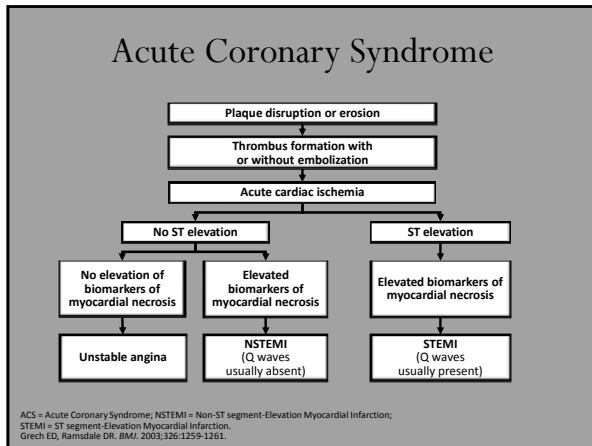 Acute Coronary Syndrome
Plaque disruption or erosion
Thrombus formation with
or without embolization
Acute cardiac ischemia
No ST elevation
ST elevation
No elevation of
biomarkers of
myocardial necrosis
Elevated
biomarkers of
myocardial necrosis
Elevated biomarkers of
myocardial necrosis
Unstable angina
NSTEMI
(Q waves
usually absent)
STEMI
(Q waves
usually present)
ACS = Acute Coronary Syndrome; NSTEMI = Non-ST segment-Elevation Myocardial Infarction;
STEMI = ST segment-Elevation Myocardial Infarction.
Grech ED, Ramsdale DR. BMJ. 2003;326:1259-1261.